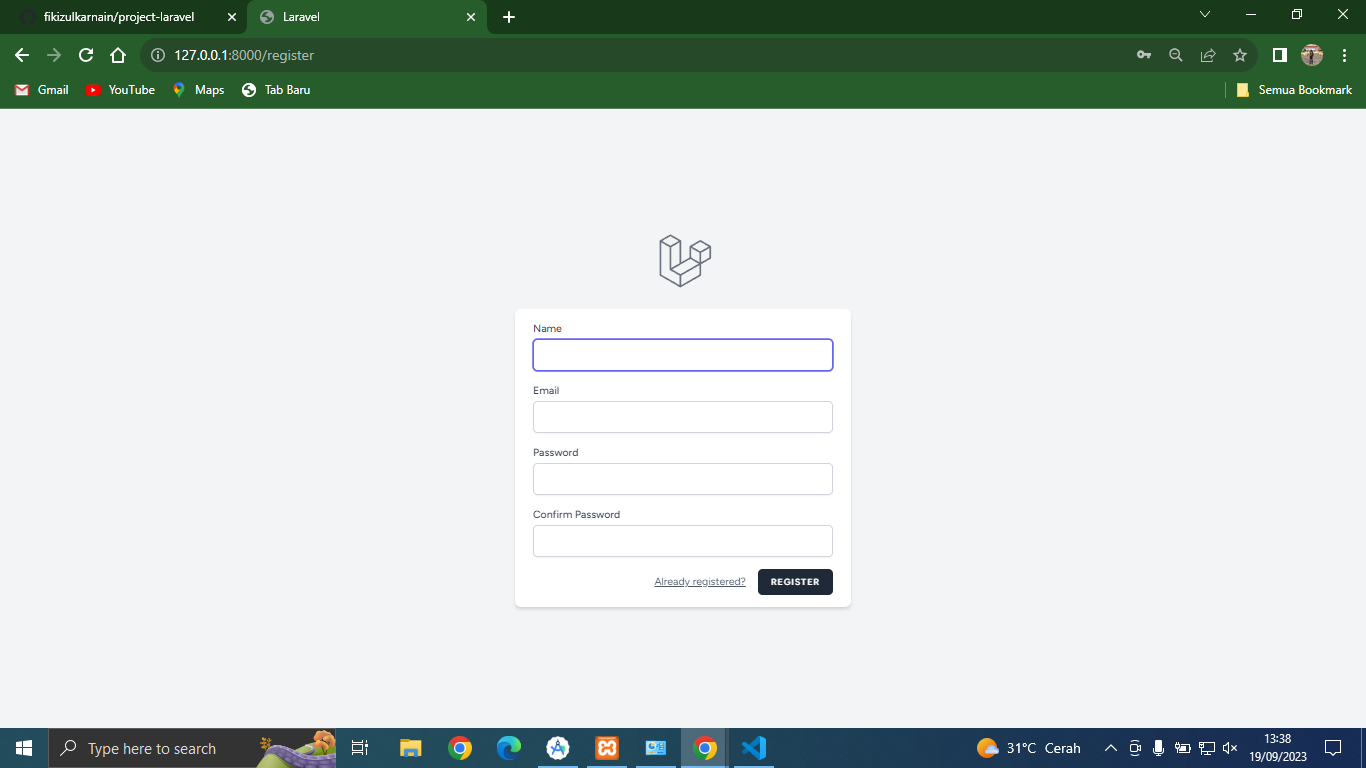 fikizulkarnain/project-laravel
Laravel
127.0.0.1:8000/register
Gmail
YouTube
Maps
Tab Baru
Semua Bookmark
Name
Email
Password
Confirm Password
Already registered?
REGISTER
Type here to search
31°C Cerah
13:38
19/09/2023